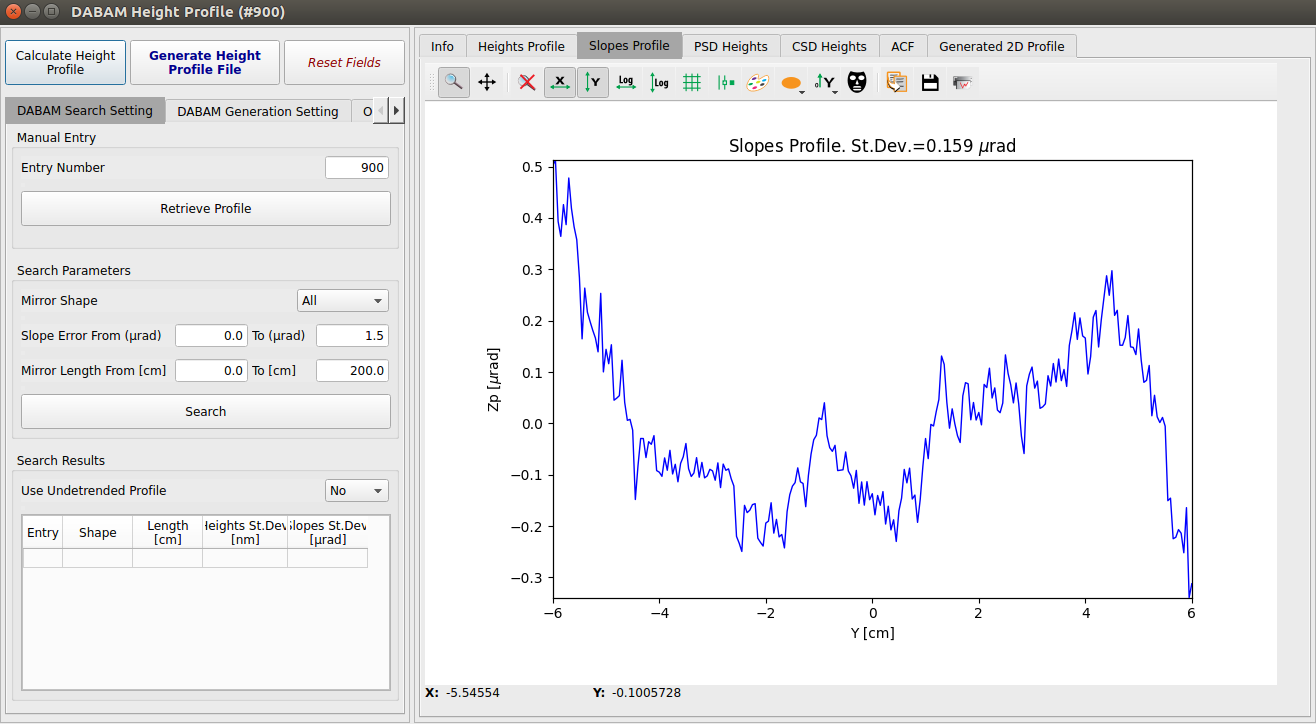 DABAM Height Profile (#900)
Calculate Height
Profile
Generate Height
Profile File
Reset Fields
DABAM Search Setting
DABAM Generation Setting
O
Manual Entry
Entry Number
900
Retrieve Profile
Search Parameters
Mirror Shape
All
Slope Error From (μrad)
0.0
To (μrad)
1.5
Mirror Length From [cm]
0.0
To [cm]
200.0
Search
Search Results
Use Undetrended Profile
No
Entry
Shape
Length
[cm]
Heights St.Dev
[nm]
Slopes St.Dev
[μrad]
Info
Heights Profile
Slopes Profile
PSD Heights
CSD Heights
ACF
Generated 2D Profile
X
Y
Log
Log
Y
Slopes Profile. St.Dev.=0.159 μrad
Zp [μrad]
0.5
0.4
0.3
0.2
0.1
0.0
−0.1
−0.2
−0.3
−6
−4
−2
0
2
4
6
Y [cm]
X: -5.54554
Y: -0.1005728